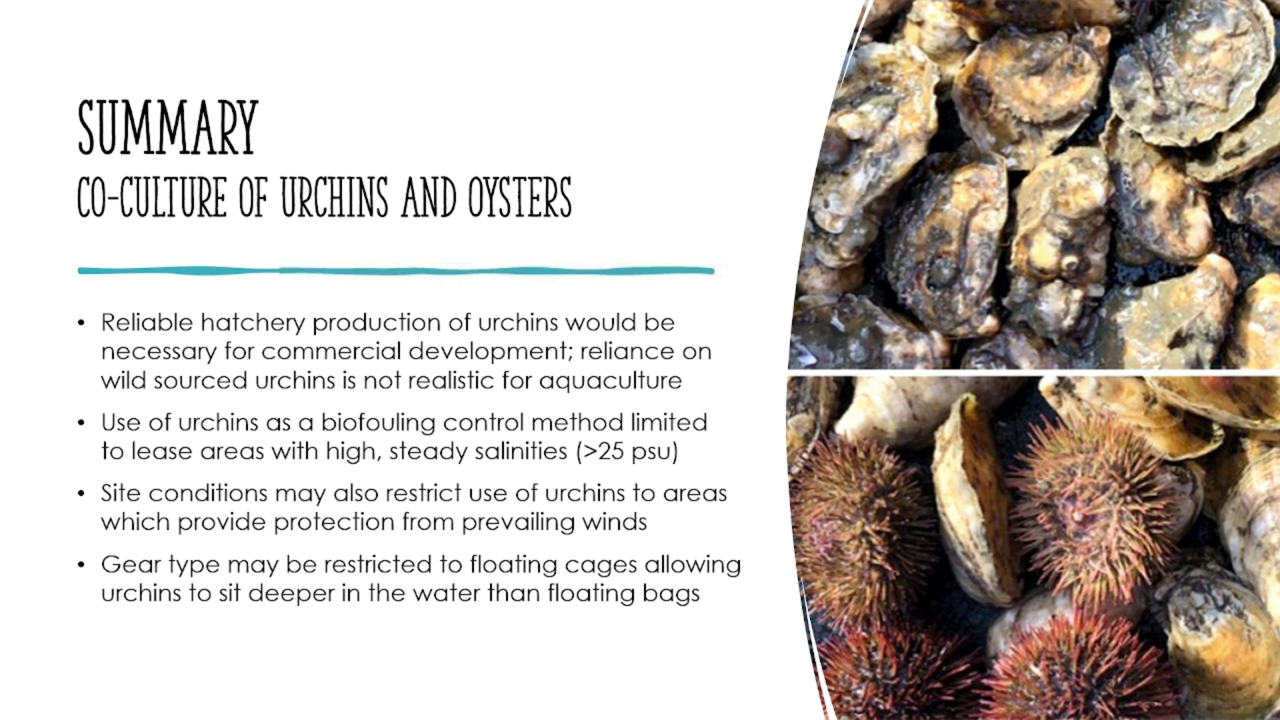 SUMMARY
CO-CULTURE OF URCHINS AND OYSTERS
• Reliable hatchery production of urchins would be
necessary for commercial development; reliance on
wild sourced urchins is not realistic for aquaculture
• Use of urchins as a biofouling control method limited
to lease areas with high, steady salinities (>25 psu)
• Site conditions may also restrict use of urchins to areas
which provide protection from prevailing winds
• Gear type may be restricted to floating cages allowing
urchins to sit deeper in the water than floating bags